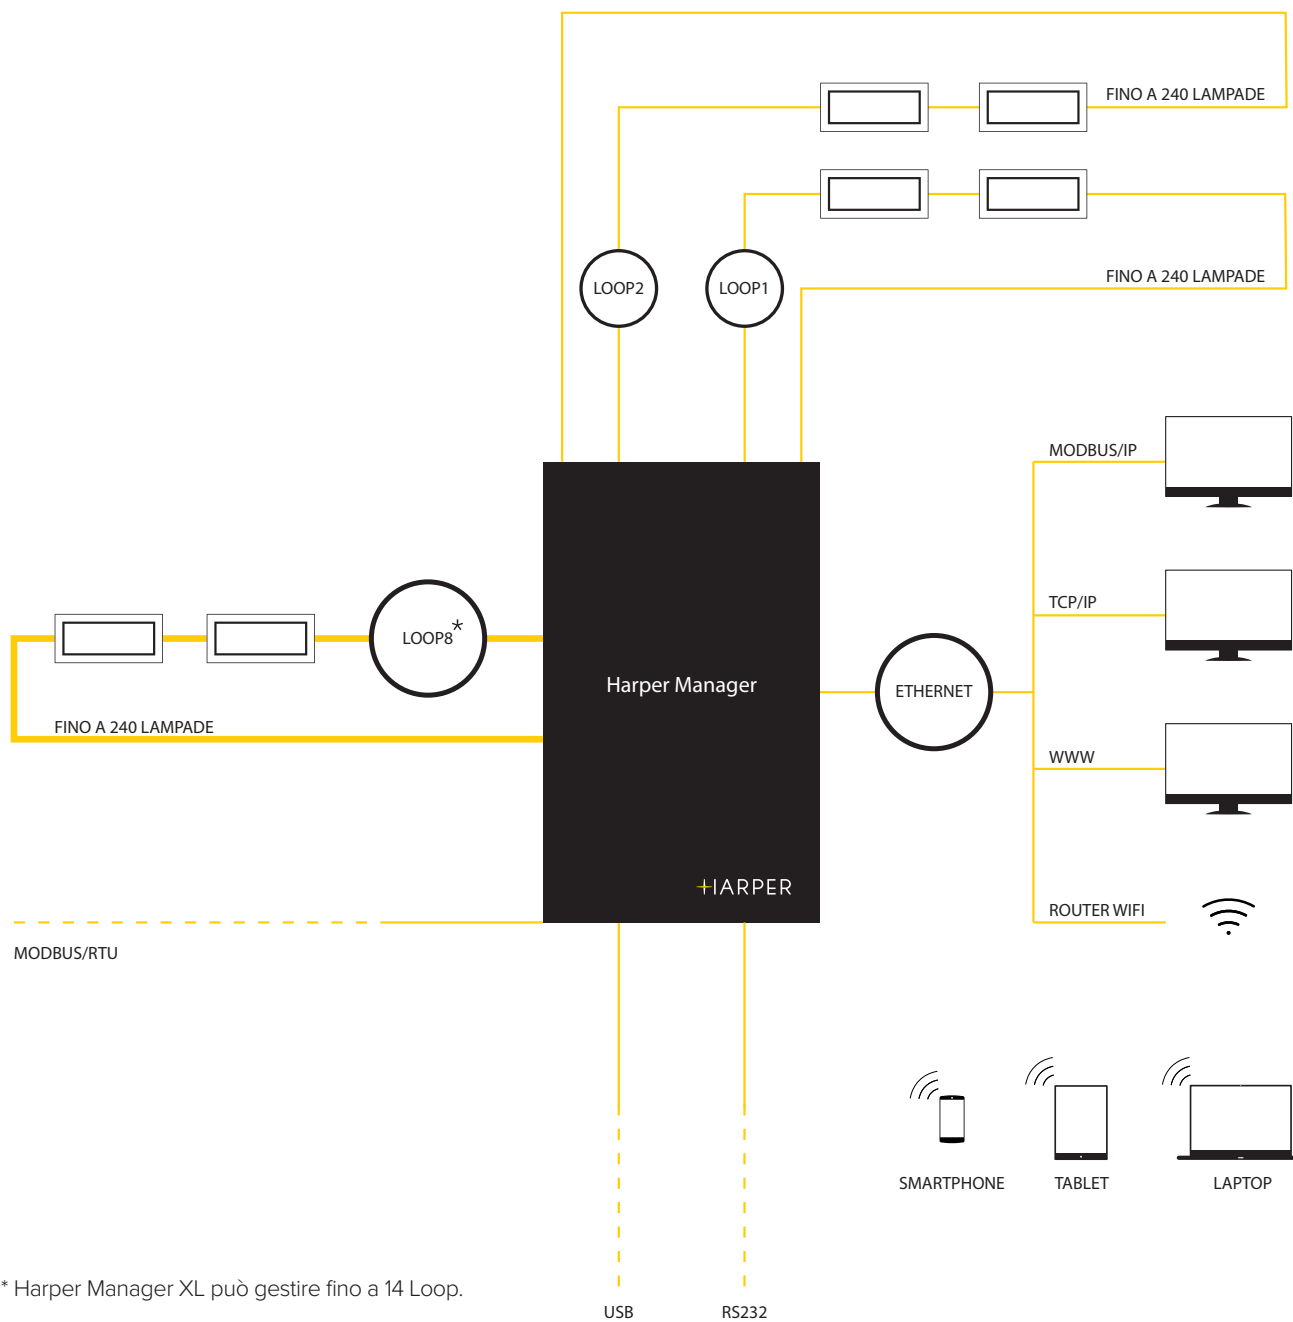 FINO A 240 LAMPADE
LOOP2
LOOP1
FINO A 240 LAMPADE
MODBUS/IP
TCP/IP
LOOP8*
Harper Manager
ETHERNET
FINO A 240 LAMPADE
WWW
HARPER
ROUTER WIFI
MODBUS/RTU
SMARTPHONE
TABLET
LAPTOP
* Harper Manager XL può gestire fino a 14 Loop.
USB
RS232